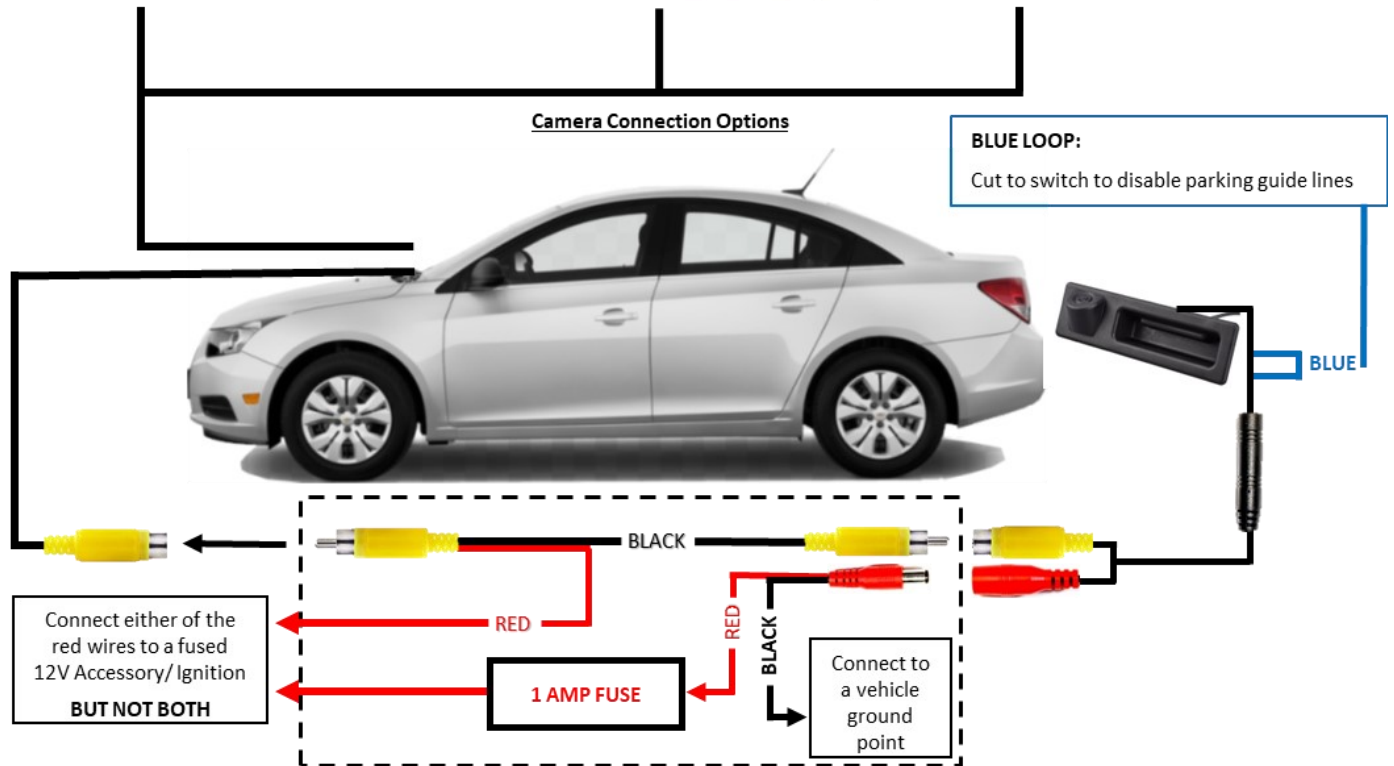 Camera Connection Options
BLUE LOOP:
Cut to switch to disable parking guide lines
BLUE
BLACK
RED
RED
BLACK
Connect either of the
red wires to a fused
12V Accessory/ Ignition
BUT NOT BOTH
1 AMP FUSE
Connect to
a vehicle
ground
point